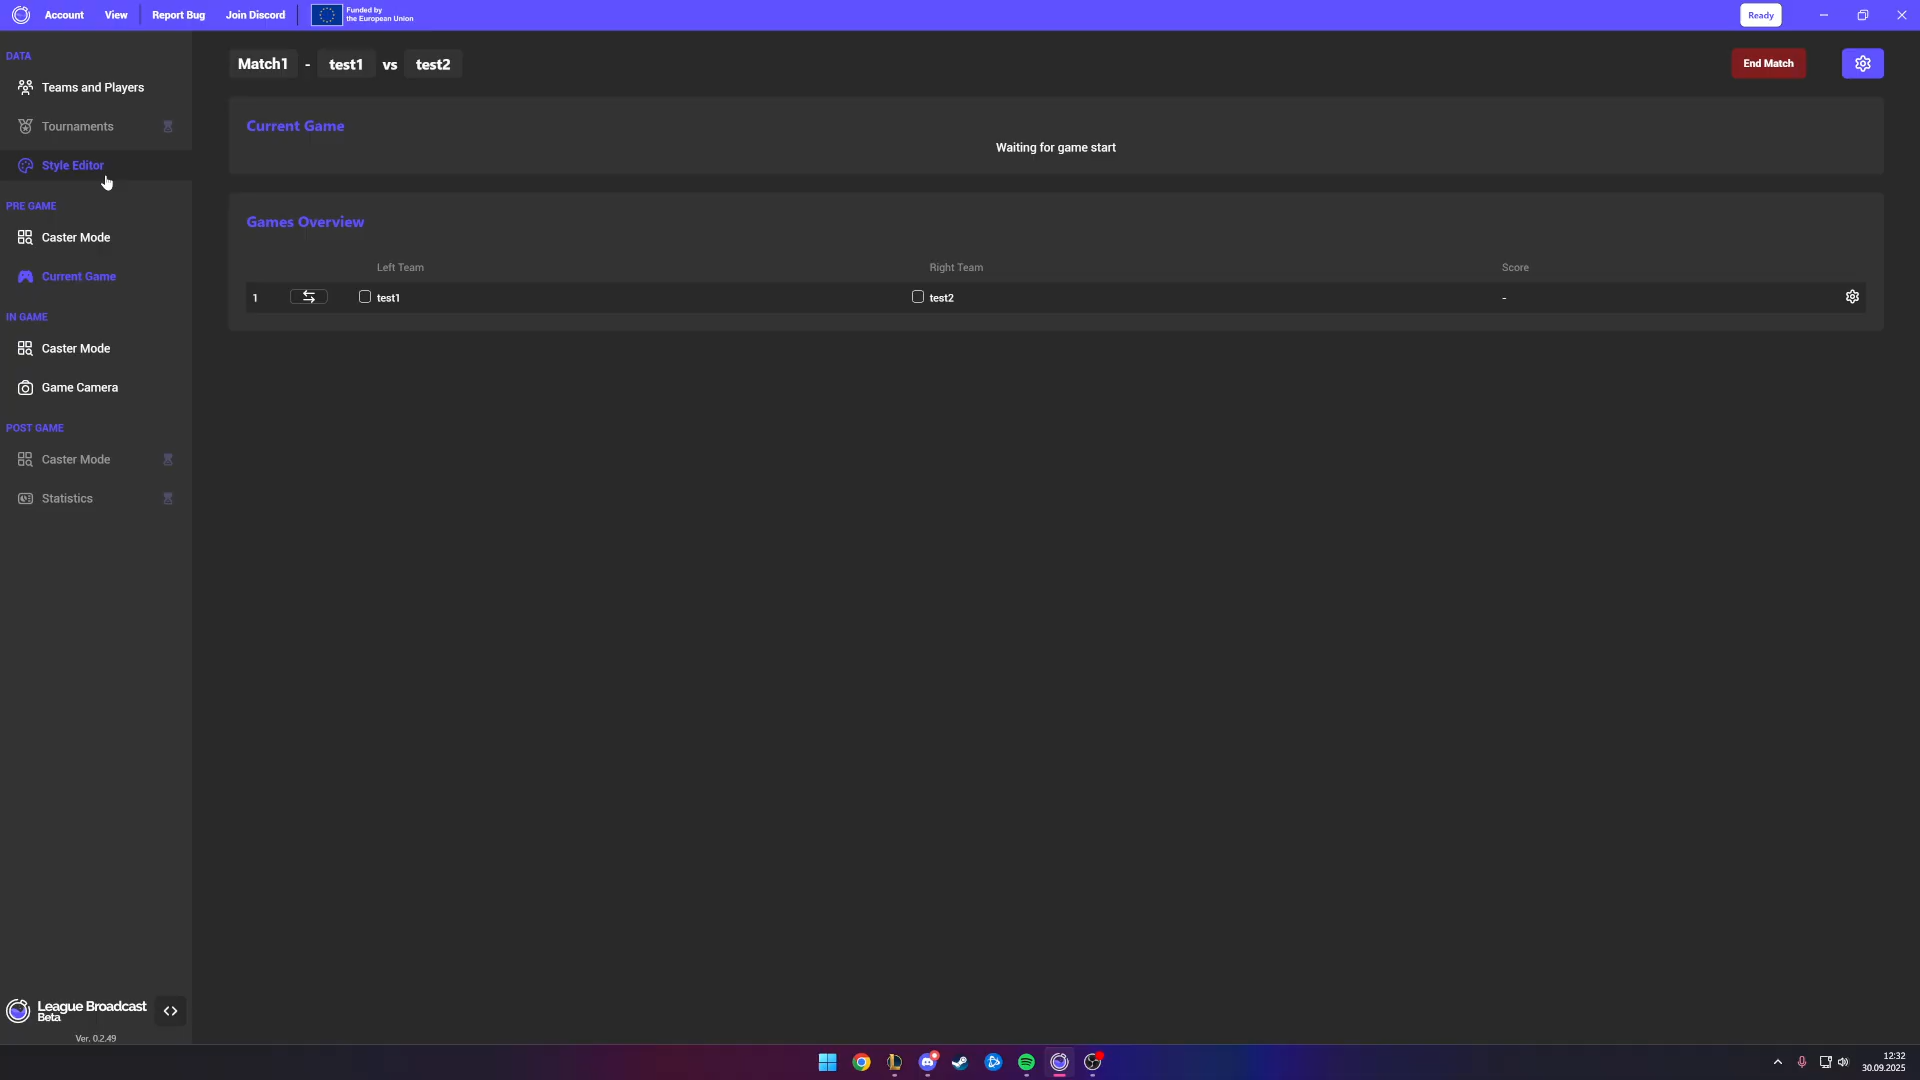 Account View Report Bug Join Discord Funded by
the European Union
Ready
DATA
Teams and Players
Tournaments
Style Editor
PRE GAME
Caster Mode
Current Game
IN GAME
Caster Mode
Game Camera
POST GAME
Caster Mode
Statistics
League Broadcast
Beta
Ver. 0.2.49
Match1 - test1 vs test2
End Match
Current Game
Waiting for game start
Games Overview
Left Team Right Team Score
1 test1 test2 -
12:32
30.09.2025